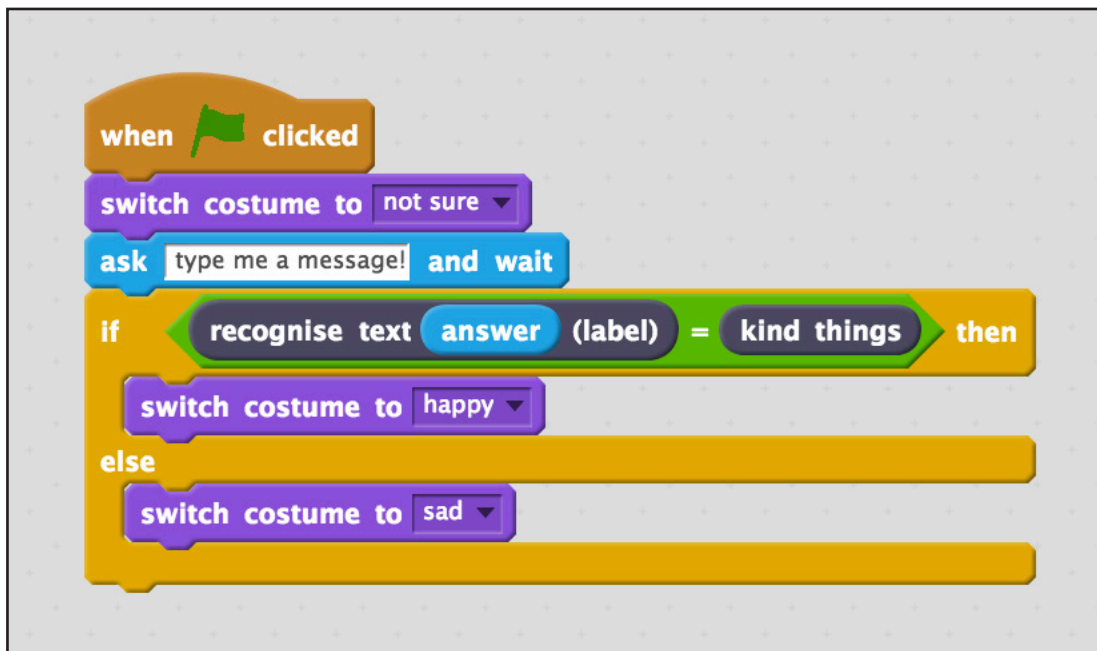 when clicked
switch costume to not sure
ask type me a message! and wait
if recognise text answer (label) = kind things then
switch costume to happy
else
switch costume to sad